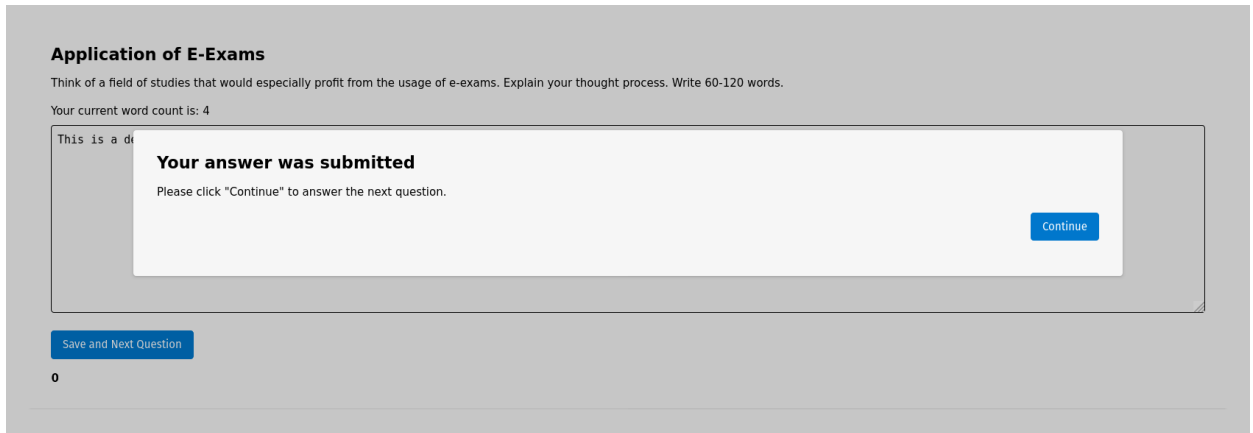 Application of E-Exams
Think of a field of studies that would especially profit from the usage of e-exams. Explain your thought process. Write 60-120 words.
Your current word count is: 4
This is a de
Your answer was submitted
Please click "Continue" to answer the next question.
Continue
Save and Next Question
0